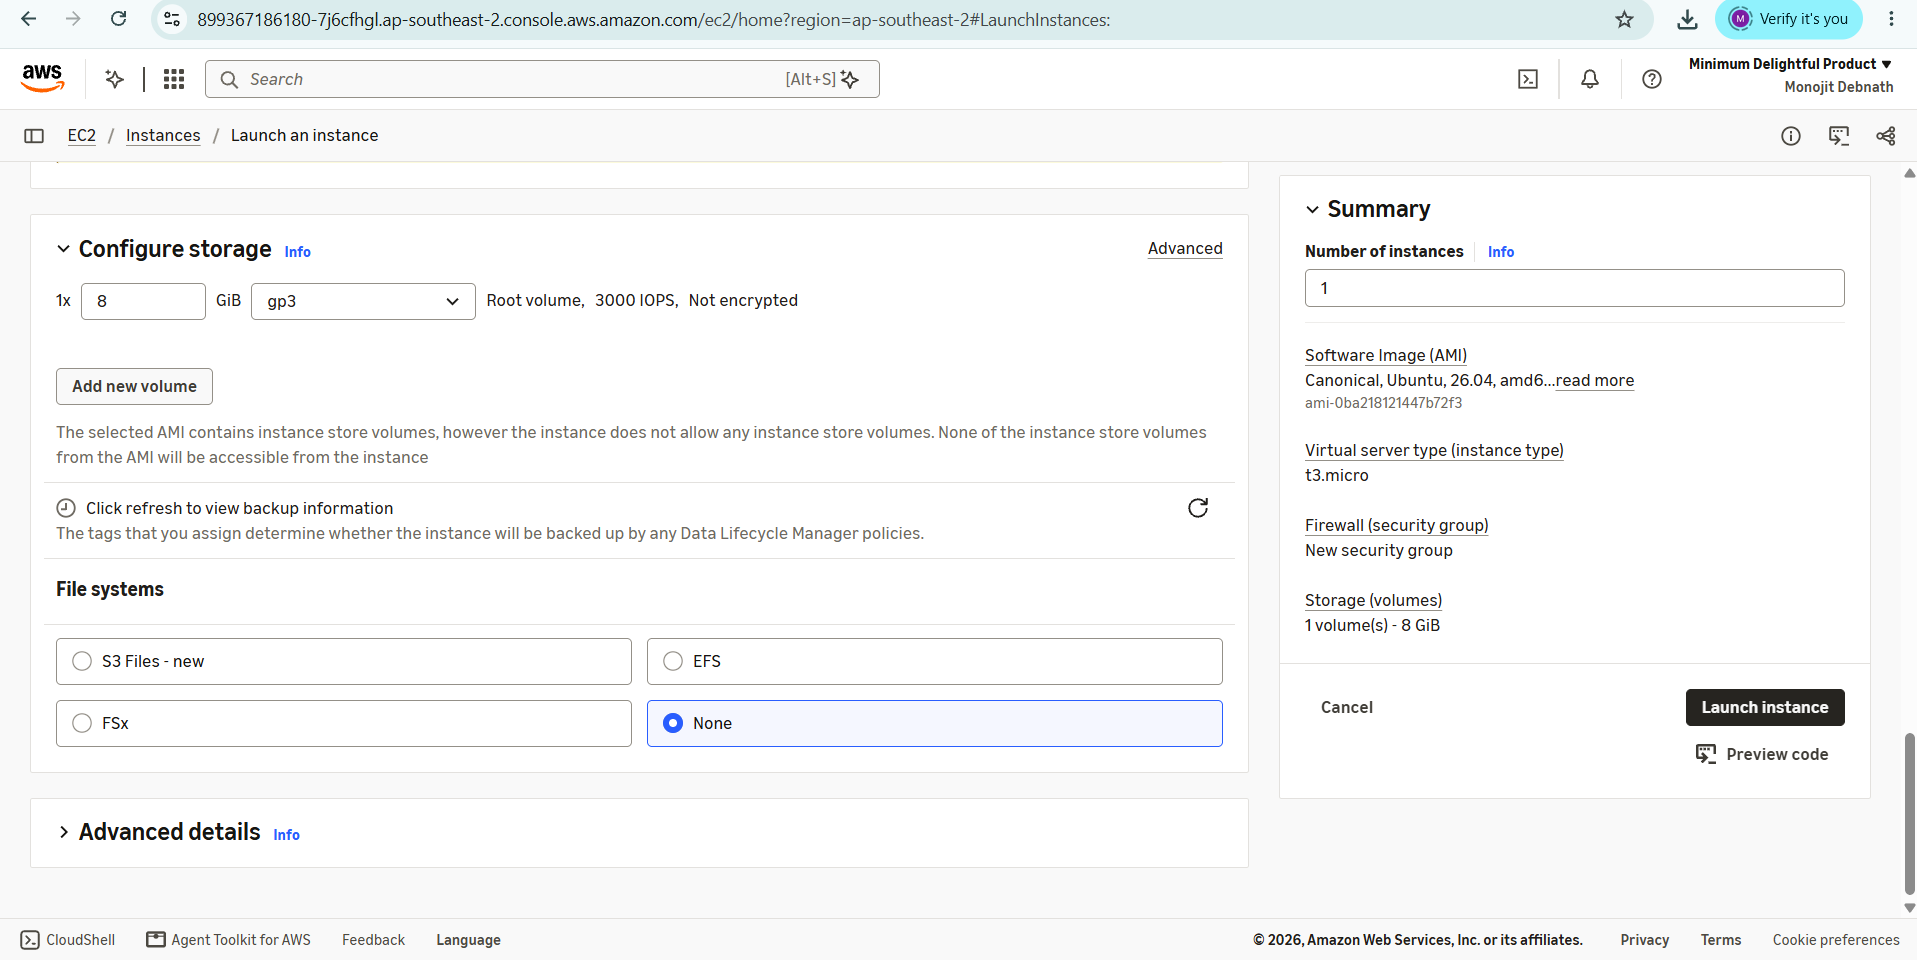 899367186180-7j6cfhgl.ap-southeast-2.console.aws.amazon.com/ec2/home?region=ap-southeast-2#LaunchInstances:
M Verify it's you
aws
Search [Alt+S]
Minimum Delightful Product
Monojit Debnath
EC2 / Instances / Launch an instance
Configure storage Info Advanced
1x 8 GiB gp3 Root volume, 3000 IOPS, Not encrypted
Add new volume
The selected AMI contains instance store volumes, however the instance does not allow any instance store volumes. None of the instance store volumes
from the AMI will be accessible from the instance
Click refresh to view backup information
The tags that you assign determine whether the instance will be backed up by any Data Lifecycle Manager policies.
File systems
S3 Files - new
EFS
FSx
None
Advanced details Info
Summary
Number of instances Info
1
Software Image (AMI)
Canonical, Ubuntu, 26.04, amd6...read more
ami-0ba218121447b72f3
Virtual server type (instance type)
t3.micro
Firewall (security group)
New security group
Storage (volumes)
1 volume(s) - 8 GiB
Cancel
Launch instance
Preview code
CloudShell Agent Toolkit for AWS Feedback Language
© 2026, Amazon Web Services, Inc. or its affiliates. Privacy Terms Cookie preferences